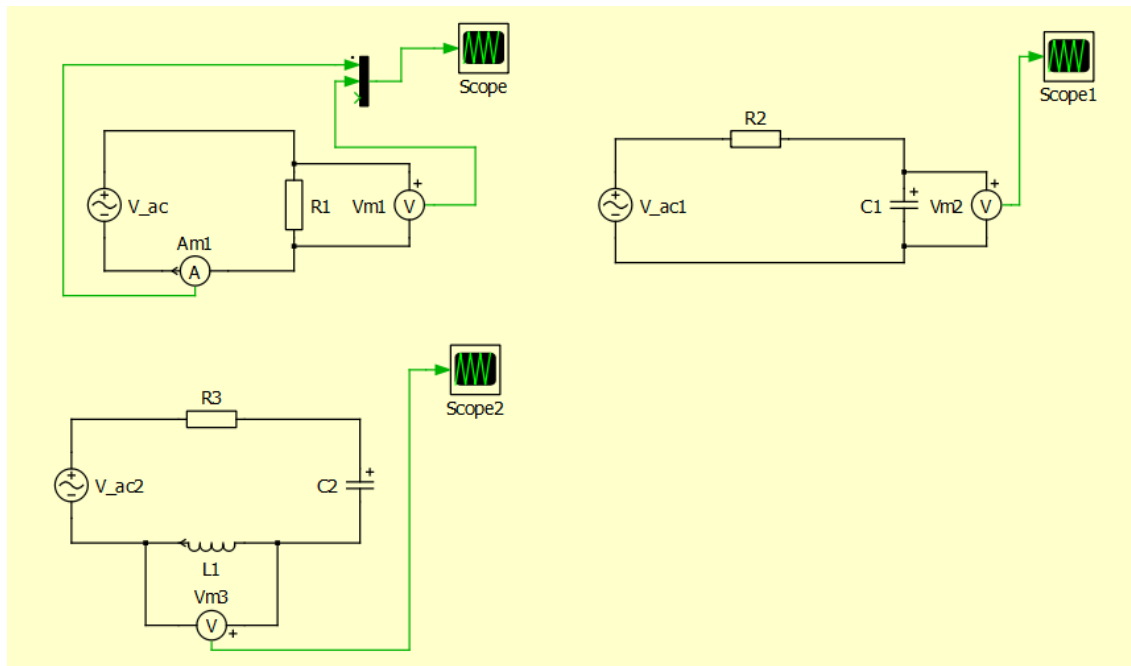 Scope
Scope1
R2
V_ac
R1
Vm1
V
V_ac1
C1
Vm2
V
Am1
A
R3
Scope2
V_ac2
C2
L1
Vm3
V